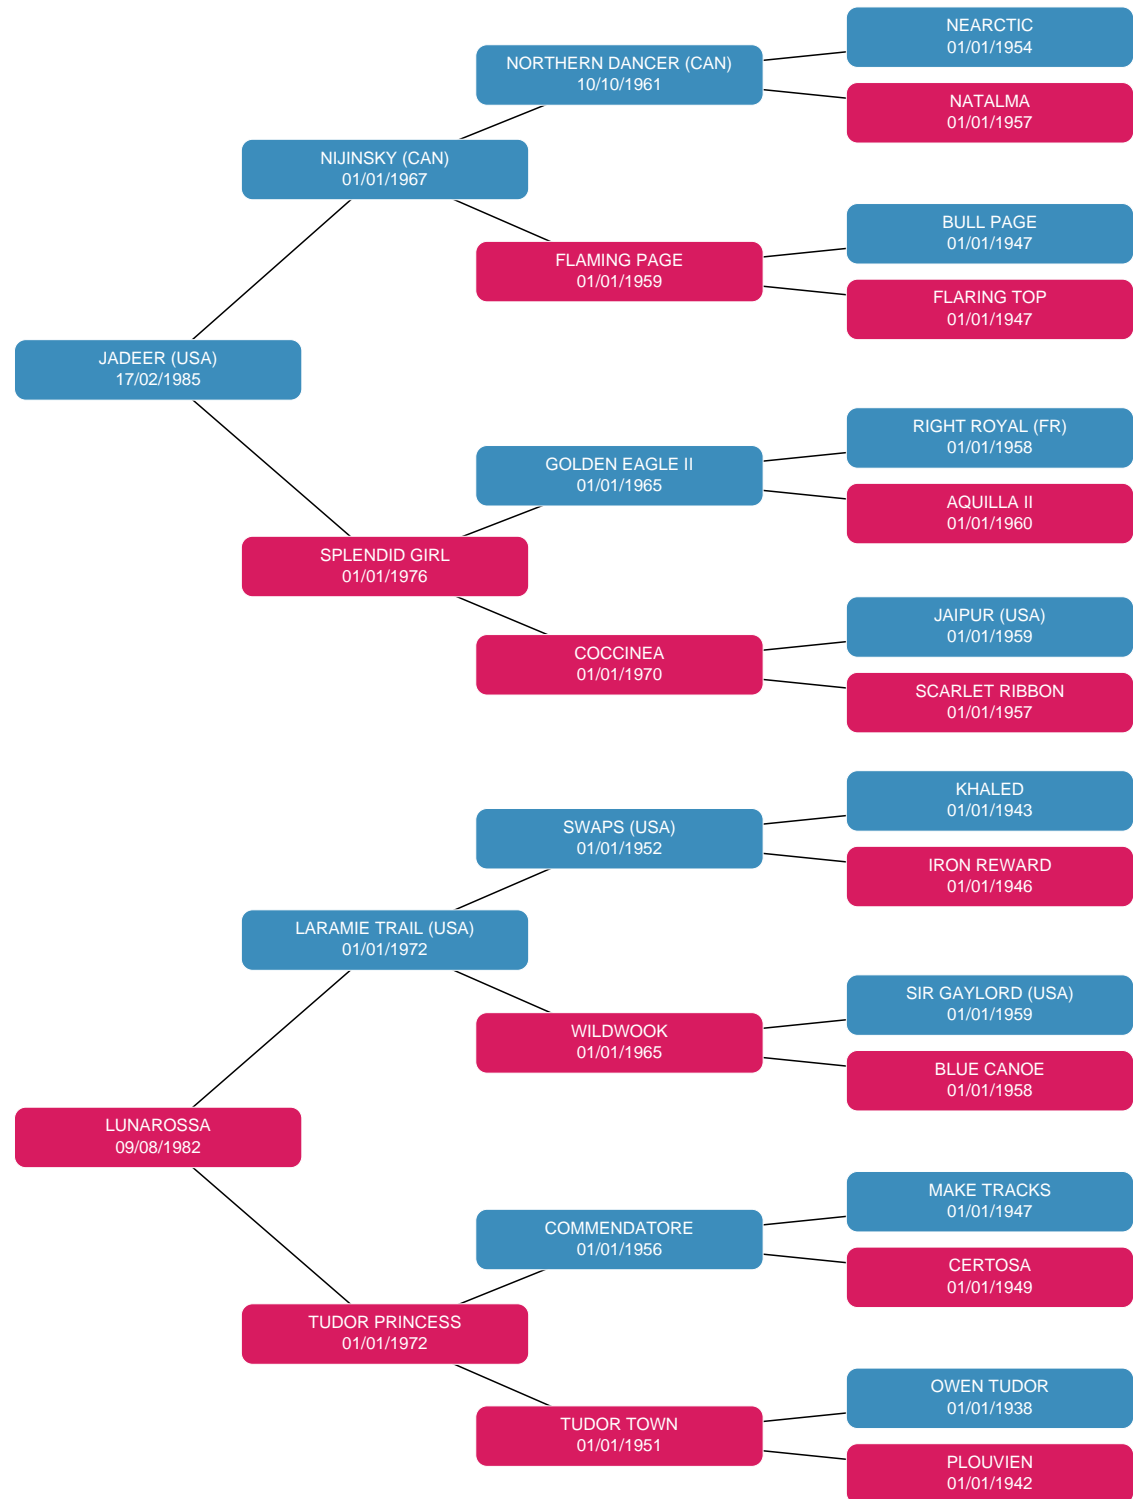 NEARCTIC
01/01/1954
NORTHERN DANCER (CAN)
10/10/1961
NATALMA
01/01/1957
NIJINSKY (CAN)
01/01/1967
BULL PAGE
01/01/1947
FLAMING PAGE
01/01/1959
FLARING TOP
01/01/1947
JADEER (USA)
17/02/1985
RIGHT ROYAL (FR)
01/01/1958
GOLDEN EAGLE II
01/01/1965
AQUILLA II
01/01/1960
SPLENDID GIRL
01/01/1976
JAIPUR (USA)
01/01/1959
COCCINEA
01/01/1970
SCARLET RIBBON
01/01/1957
KHALED
01/01/1943
SWAPS (USA)
01/01/1952
IRON REWARD
01/01/1946
LARAMIE TRAIL (USA)
01/01/1972
SIR GAYLORD (USA)
01/01/1959
WILDWOOK
01/01/1965
BLUE CANOE
01/01/1958
LUNAROSSA
09/08/1982
MAKE TRACKS
01/01/1947
COMMENDATORE
01/01/1956
CERTOSA
01/01/1949
TUDOR PRINCESS
01/01/1972
OWEN TUDOR
01/01/1938
TUDOR TOWN
01/01/1951
PLOUVIEN
01/01/1942